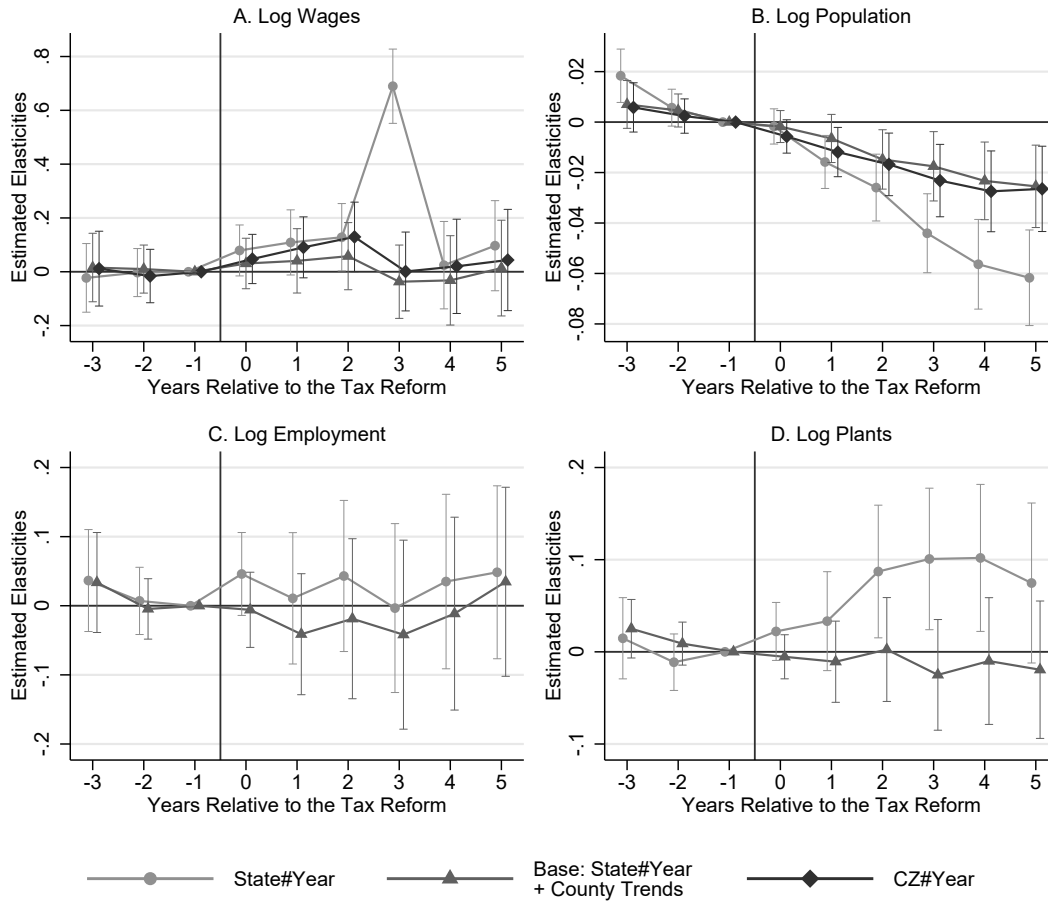 A. Log Wages
Estimated Elasticities
.8
.6
.4
.2
0
-.2
-3 -2 -1 0 1 2 3 4 5
Years Relative to the Tax Reform
B. Log Population
Estimated Elasticities
.02
0
-.02
-.04
-.06
-.08
-3 -2 -1 0 1 2 3 4 5
Years Relative to the Tax Reform
C. Log Employment
Estimated Elasticities
.2
.1
0
-.1
-.2
-3 -2 -1 0 1 2 3 4 5
Years Relative to the Tax Reform
D. Log Plants
Estimated Elasticities
.2
.1
0
-.1
-3 -2 -1 0 1 2 3 4 5
Years Relative to the Tax Reform
State#Year
Base: State#Year
+ County Trends
CZ#Year